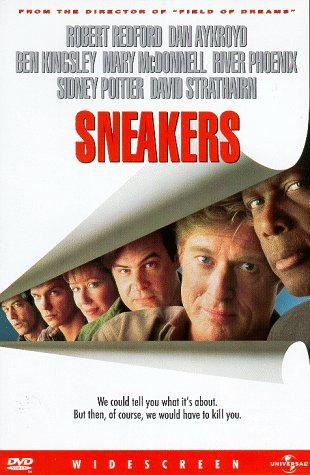 FROM THE DIRECTOR OF "FIELD OF DREAMS"
ROBERT REDFORD DAN AYKROYD
BEN KINGSLEY MARY McDONNELL RIVER PHOENIX
SIDNEY POITIER DAVID STRATHAIRN
SNEAKERS
We could tell you what it's about.
But then, of course, we would have to kill you.
DVD
VIDEO
WIDESCREEN
UNIVERSAL